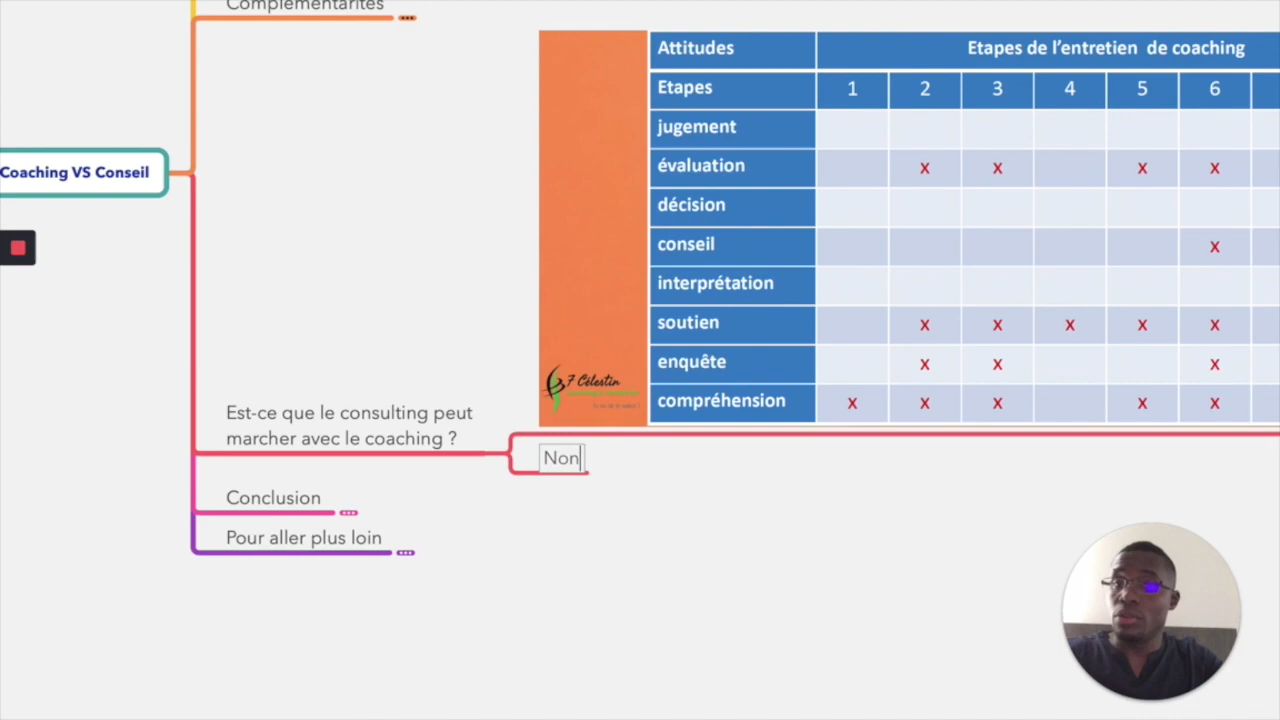 Complémentarités
Coaching VS Conseil
Attitudes Etapes de l'entretien de coaching
Etapes 1 2 3 4 5 6
jugement
évaluation x x x x
décision
conseil x
interprétation
soutien x x x x x
enquête x x x
compréhension x x x x x
7 Célestin
Est-ce que le consulting peut
marcher avec le coaching ?
Non
Conclusion
Pour aller plus loin